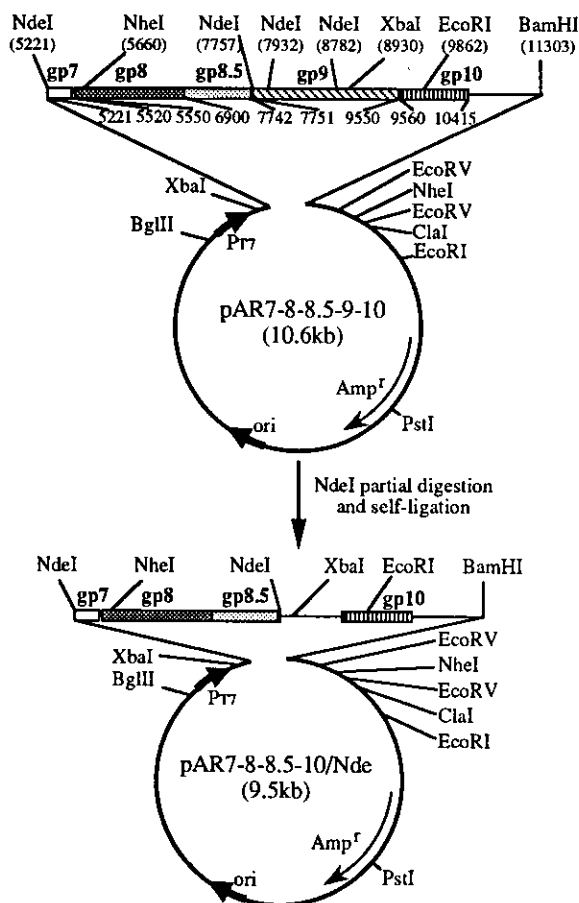 NdeI NheI NdeI NdeI NdeI XbaI EcoRI BamHI
(5221) (5660) (7757) (7932) (8782) (8930) (9862) (11303)
gp7 gp8 gp8.5 gp9 gp10
5221 5520 5550 6900 7742 7751 9550 9560 10415
XbaI
BglII
PT7
EcoRV
NheI
EcoRV
ClaI
EcoRI
pAR7-8-8.5-9-10
(10.6kb)
Ampr
PstI
ori
NdeI partial digestion
and self-ligation
NdeI NheI NdeI XbaI EcoRI BamHI
gp7 gp8 gp8.5 gp10
XbaI
BglII
PT7
EcoRV
NheI
EcoRV
ClaI
EcoRI
pAR7-8-8.5-10/Nde
(9.5kb)
Ampr
PstI
ori